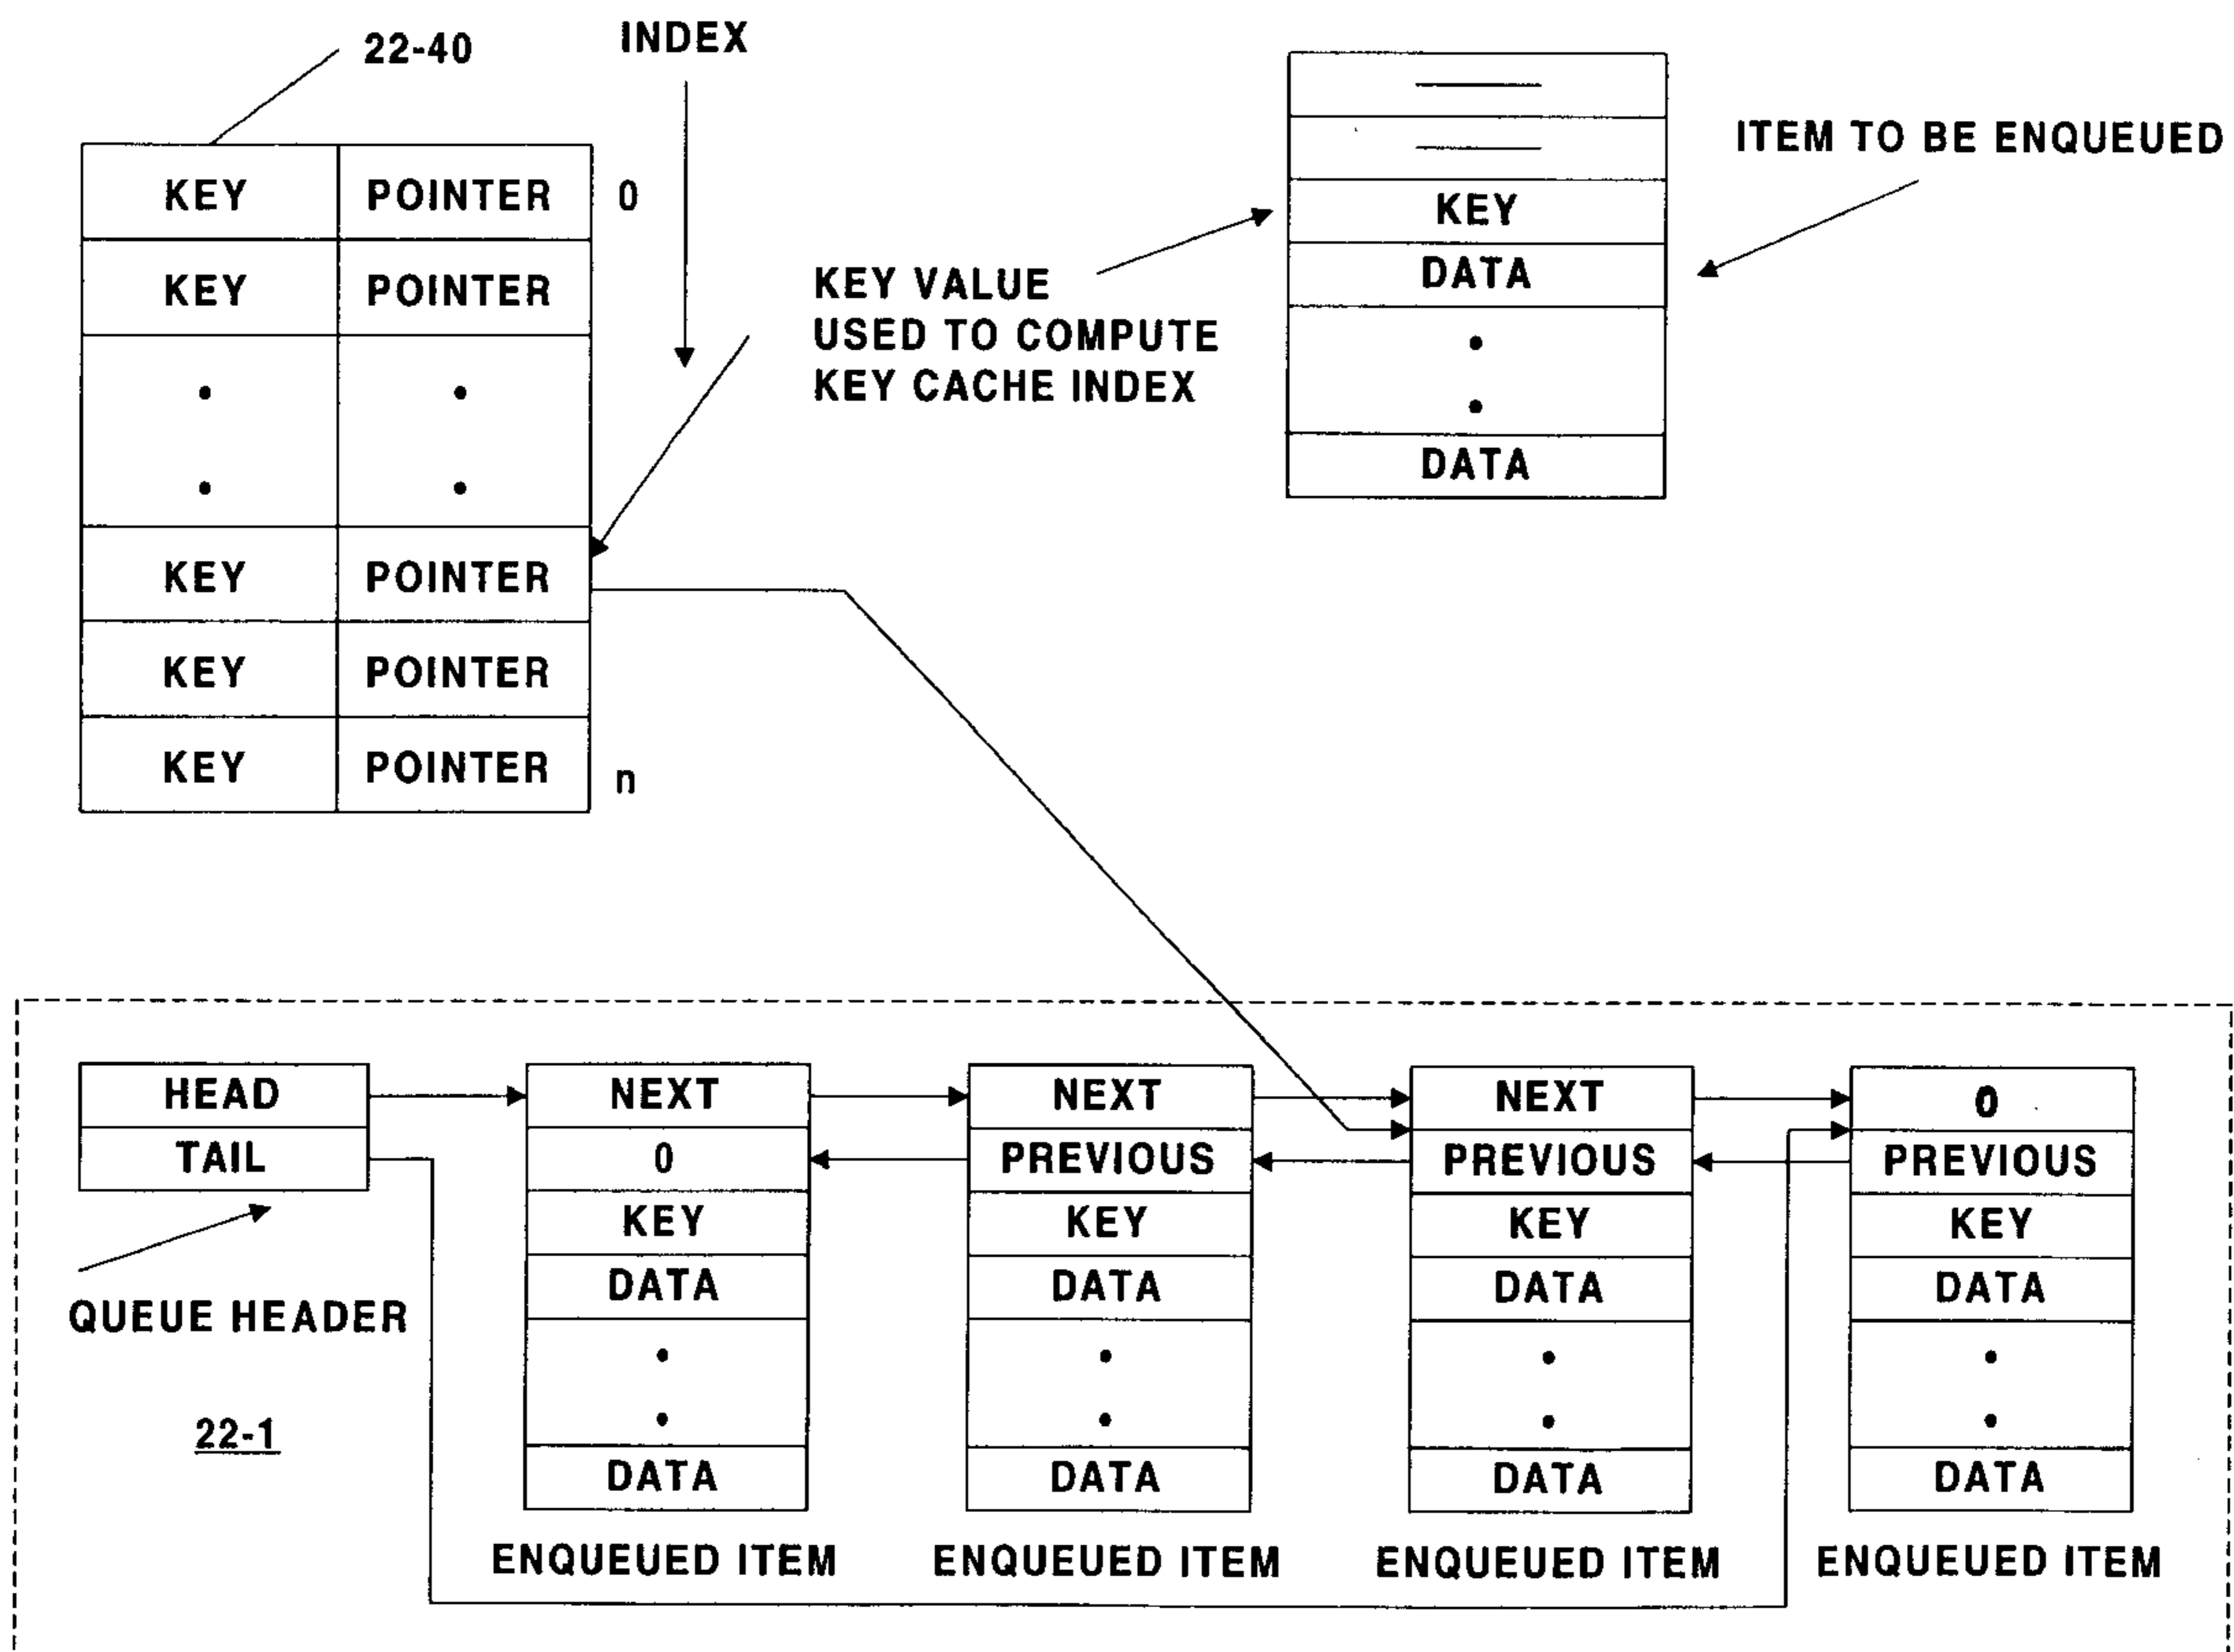 22-40
INDEX
KEY POINTER 0
KEY POINTER
KEY POINTER
KEY POINTER
KEY POINTER n
KEY VALUE
USED TO COMPUTE
KEY CACHE INDEX
KEY
DATA
DATA
ITEM TO BE ENQUEUED
HEAD
TAIL
QUEUE HEADER
22-1
NEXT
0
KEY
DATA
DATA
ENQUEUED ITEM
NEXT
PREVIOUS
KEY
DATA
DATA
ENQUEUED ITEM
NEXT
PREVIOUS
KEY
DATA
DATA
ENQUEUED ITEM
0
PREVIOUS
KEY
DATA
DATA
ENQUEUED ITEM